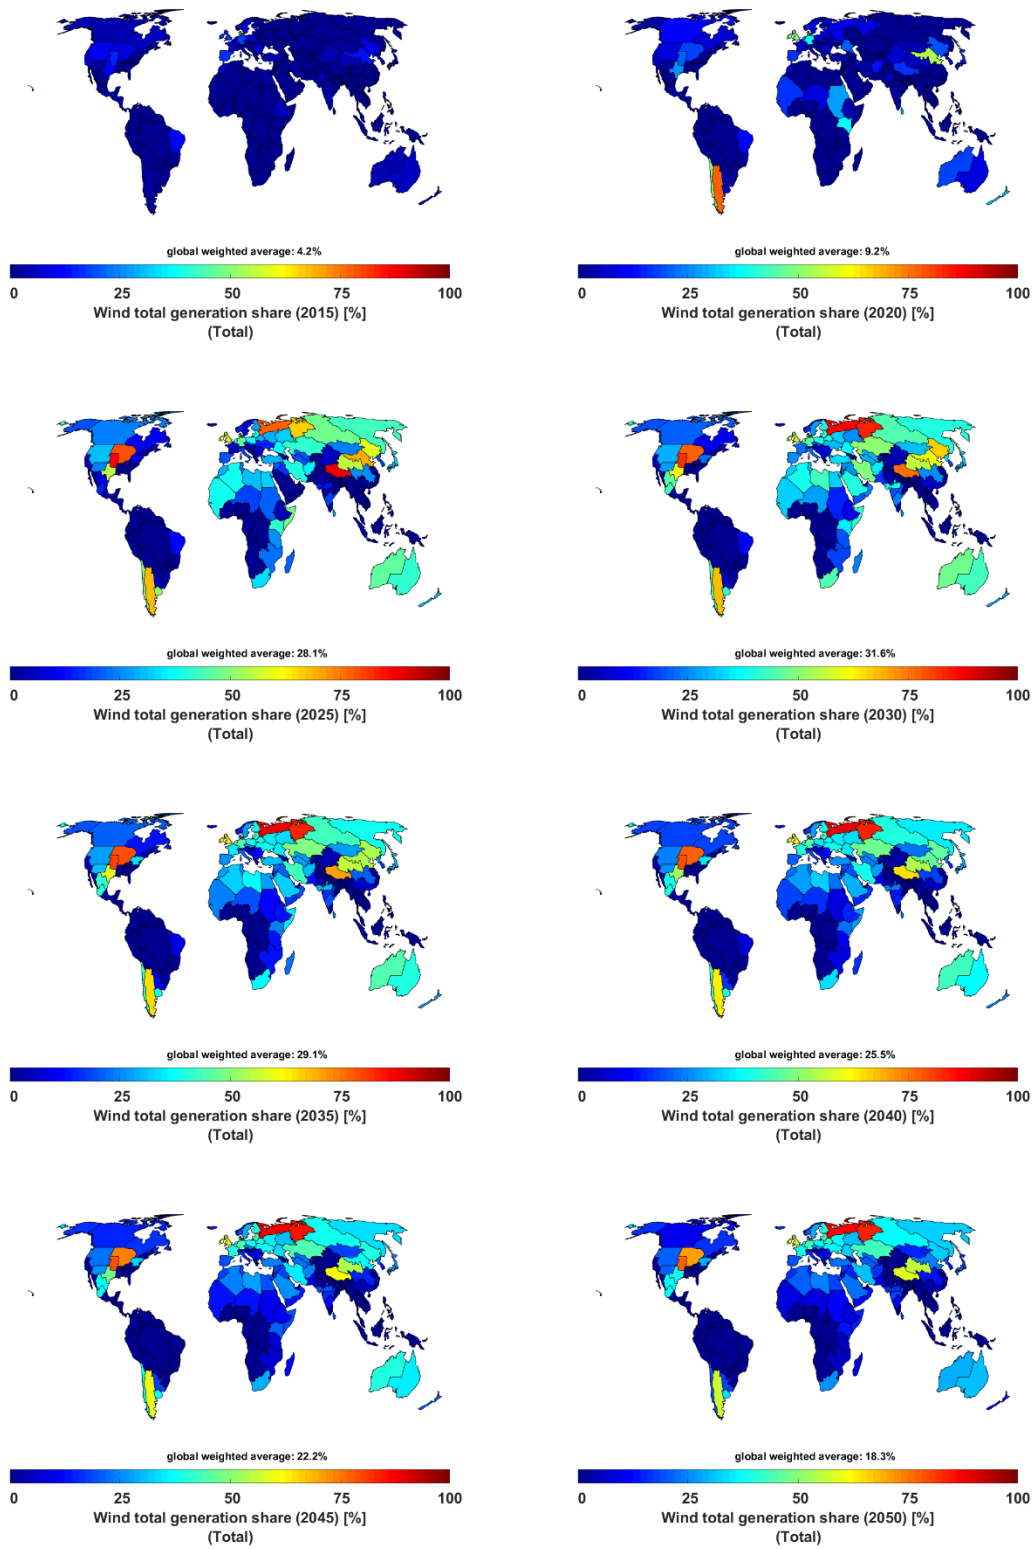 global weighted average: 4.2%
0 25 50 75 100
Wind total generation share (2015) [%]
(Total)
global weighted average: 9.2%
0 25 50 75 100
Wind total generation share (2020) [%]
(Total)
global weighted average: 28.1%
0 25 50 75 100
Wind total generation share (2025) [%]
(Total)
global weighted average: 31.6%
0 25 50 75 100
Wind total generation share (2030) [%]
(Total)
global weighted average: 29.1%
0 25 50 75 100
Wind total generation share (2035) [%]
(Total)
global weighted average: 25.5%
0 25 50 75 100
Wind total generation share (2040) [%]
(Total)
global weighted average: 22.2%
0 25 50 75 100
Wind total generation share (2045) [%]
(Total)
global weighted average: 18.3%
0 25 50 75 100
Wind total generation share (2050) [%]
(Total)